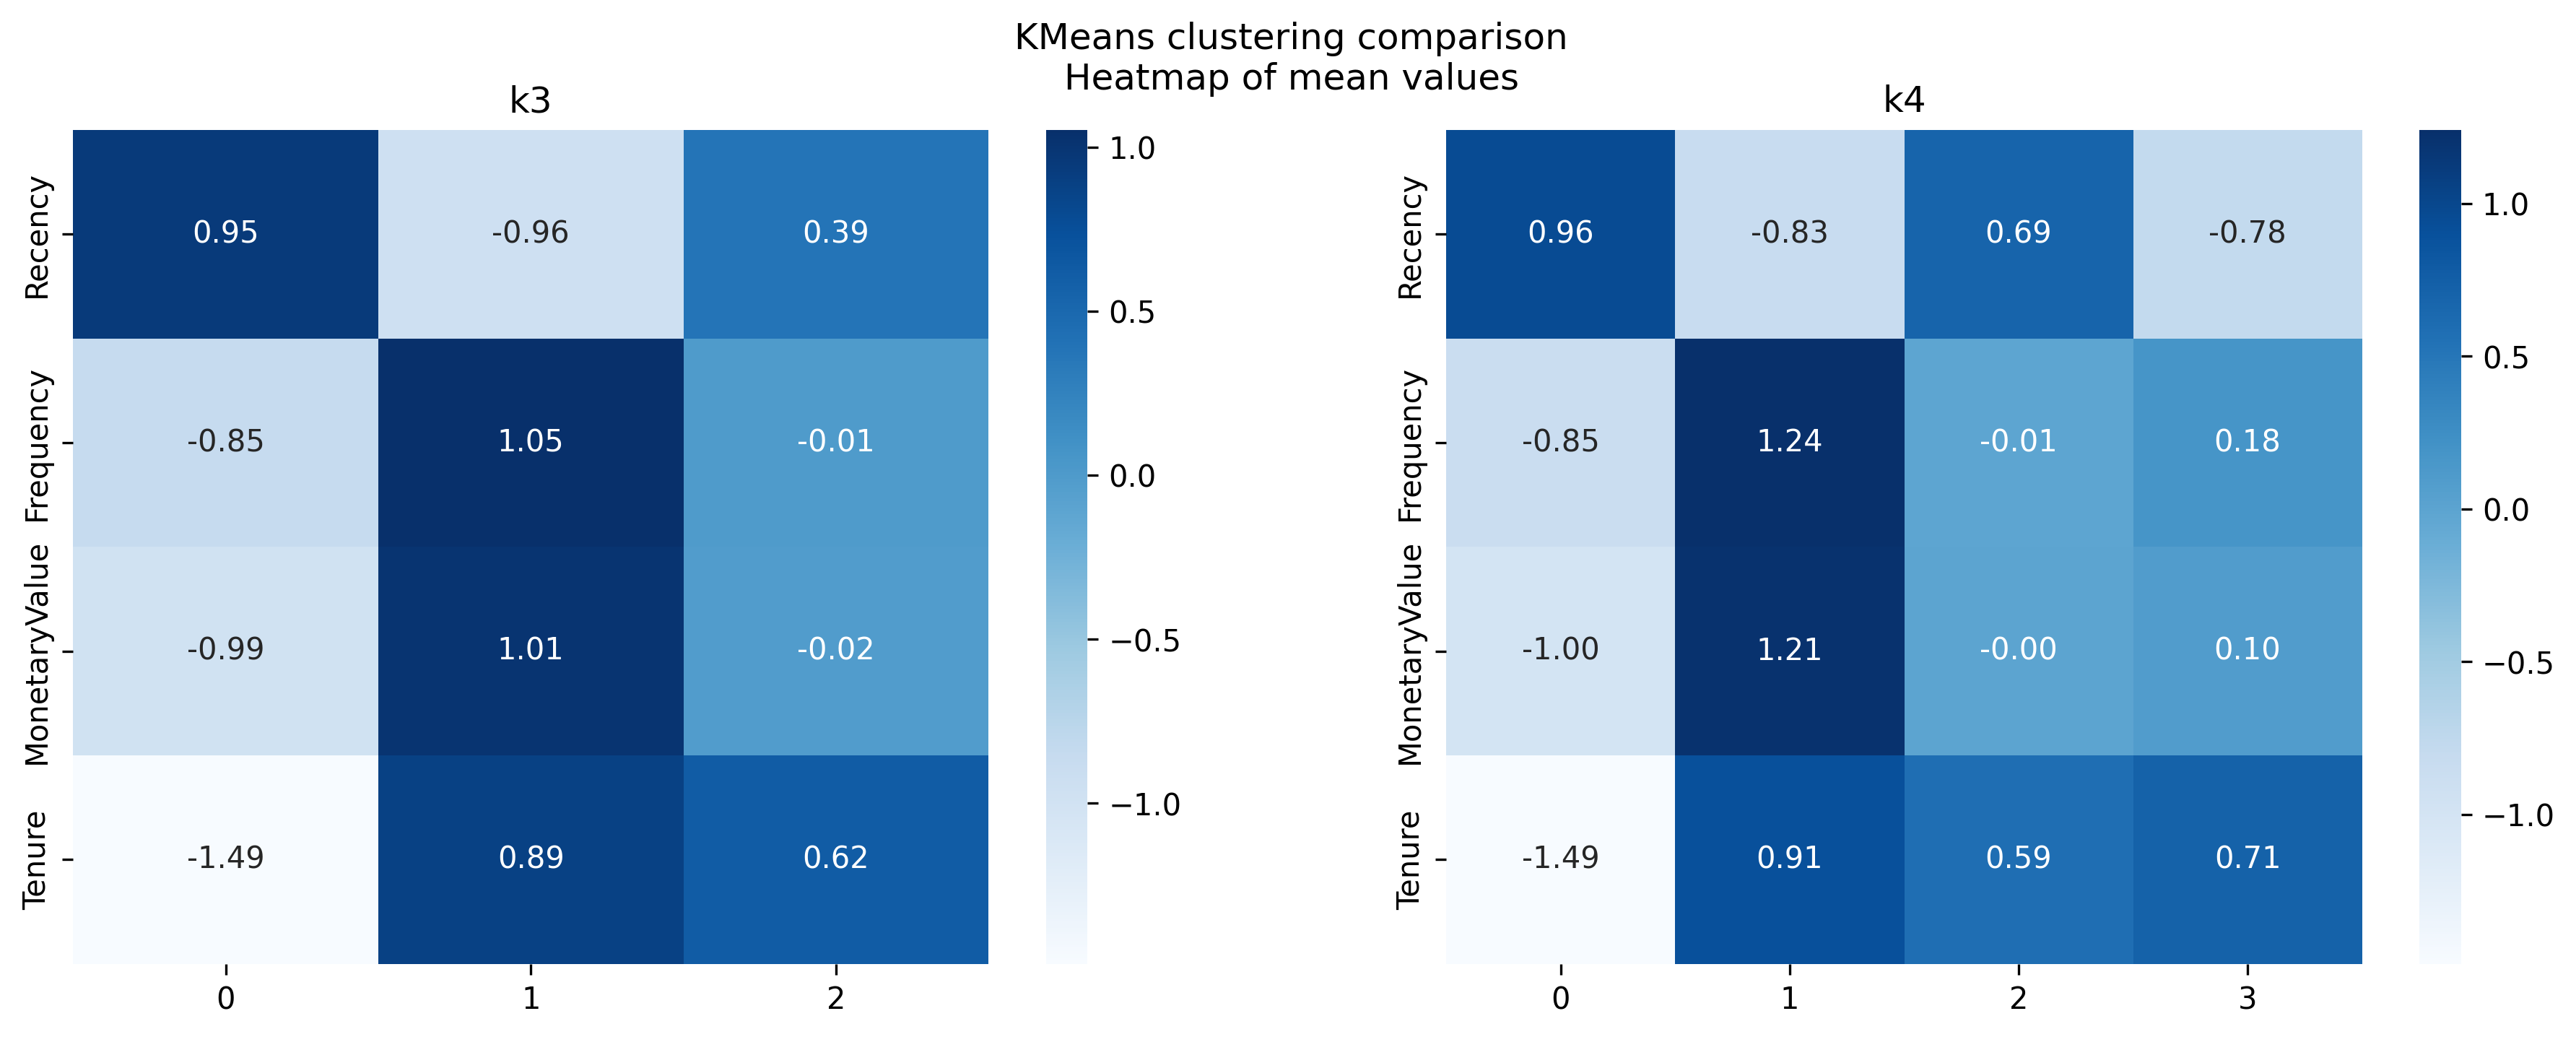 KMeans clustering comparison
Heatmap of mean values
k3
Recency
0.95 -0.96 0.39
Frequency
-0.85 1.05 -0.01
MonetaryValue
-0.99 1.01 -0.02
Tenure
-1.49 0.89 0.62
0 1 2
1.0
0.5
0.0
−0.5
−1.0
k4
Recency
0.96 -0.83 0.69 -0.78
Frequency
-0.85 1.24 -0.01 0.18
MonetaryValue
-1.00 1.21 -0.00 0.10
Tenure
-1.49 0.91 0.59 0.71
0 1 2 3
1.0
0.5
0.0
−0.5
−1.0